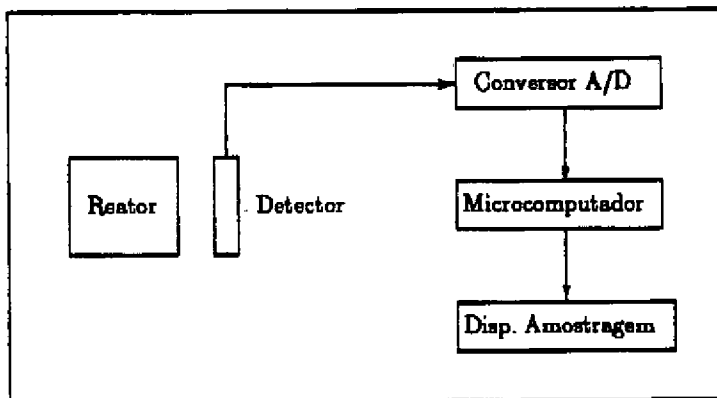 Conversor A/D
Reator
Detector
Microcomputador
Disp. Amostragem